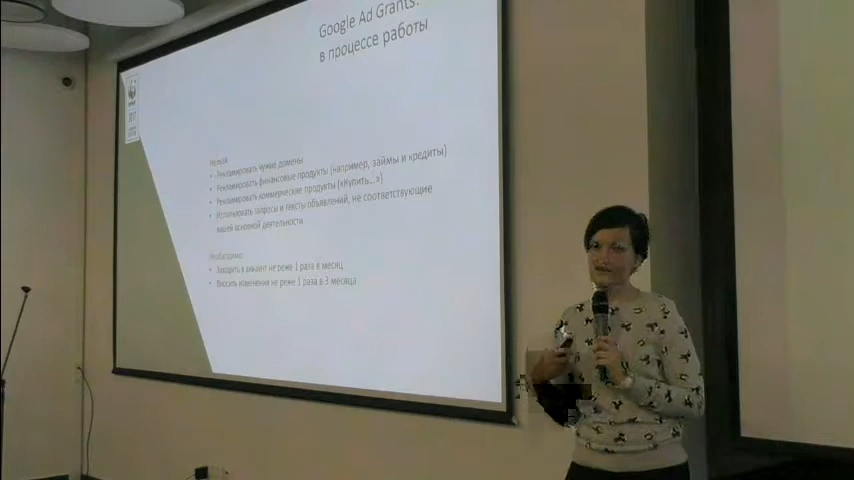 Google Ad Grants:
в процессе работы
Нельзя
• Рекламировать чужие домены
• Рекламировать финансовые продукты (например, займы и кредиты)
• Рекламировать коммерческие продукты («Купить...»)
• Использовать запросы и тексты объявлений, не соответствующие
вашей основной деятельности
Необходимо:
• Заходить в аккаунт не реже 1 раза в месяц
• Вносить изменения не реже 1 раза в 3 месяца
WWF